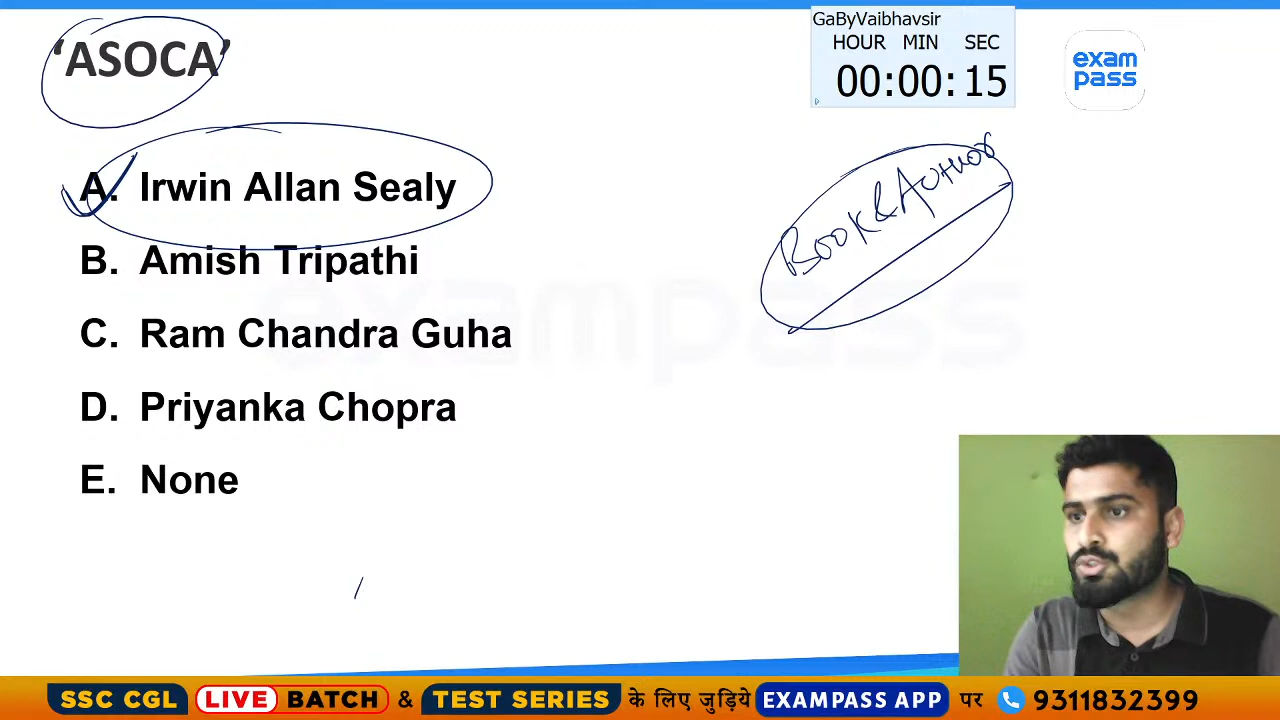 'ASOCA'
GaByVaibhavsir
HOUR MIN SEC
00:00:15
exam
pass
A. Irwin Allan Sealy
Book & Author
B. Amish Tripathi
exampass
C. Ram Chandra Guha
D. Priyanka Chopra
E. None
SSC CGL LIVE BATCH & TEST SERIES के लिए जुड़िये EXAMPASS APP पर 9311832399